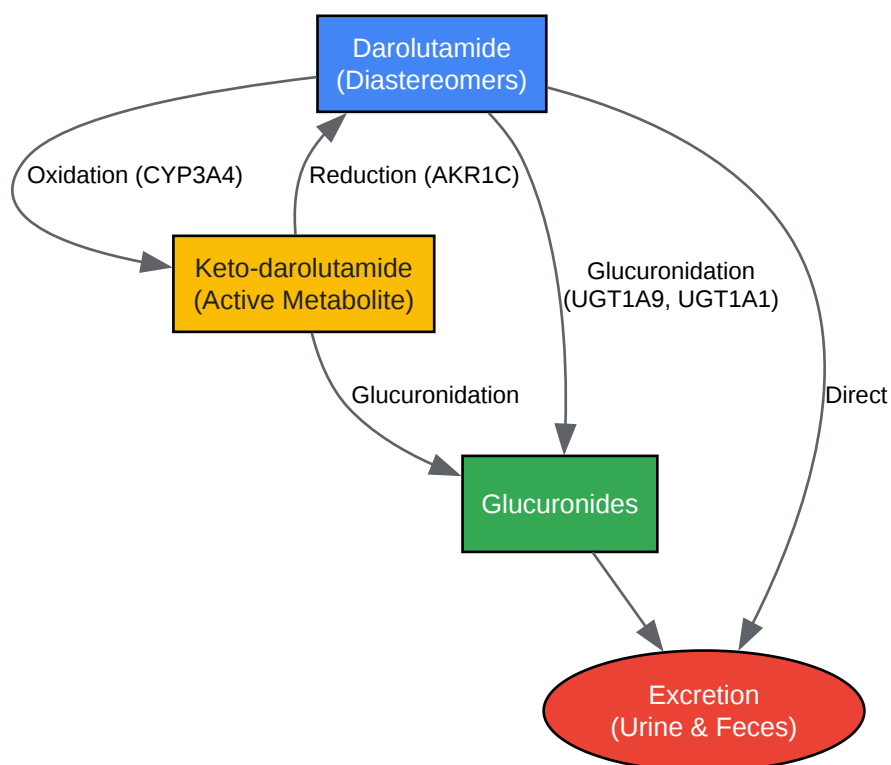 Darolutamide
(Diastereomers)
Oxidation (CYP3A4)
Reduction (AKR1C)
Keto-darolutamide
(Active Metabolite)
Glucuronidation
(UGT1A9, UGT1A1)
Glucuronidation
Direct
Glucuronides
Excretion
(Urine & Feces)